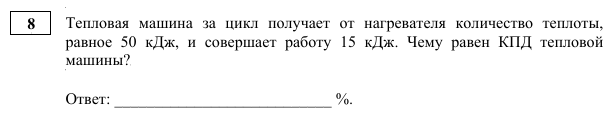 8 Тепловая машина за цикл получает от нагревателя количество теплоты,
равное 50 кДж, и совершает работу 15 кДж. Чему равен КПД тепловой
машины?
Ответ: ___________________________ %.